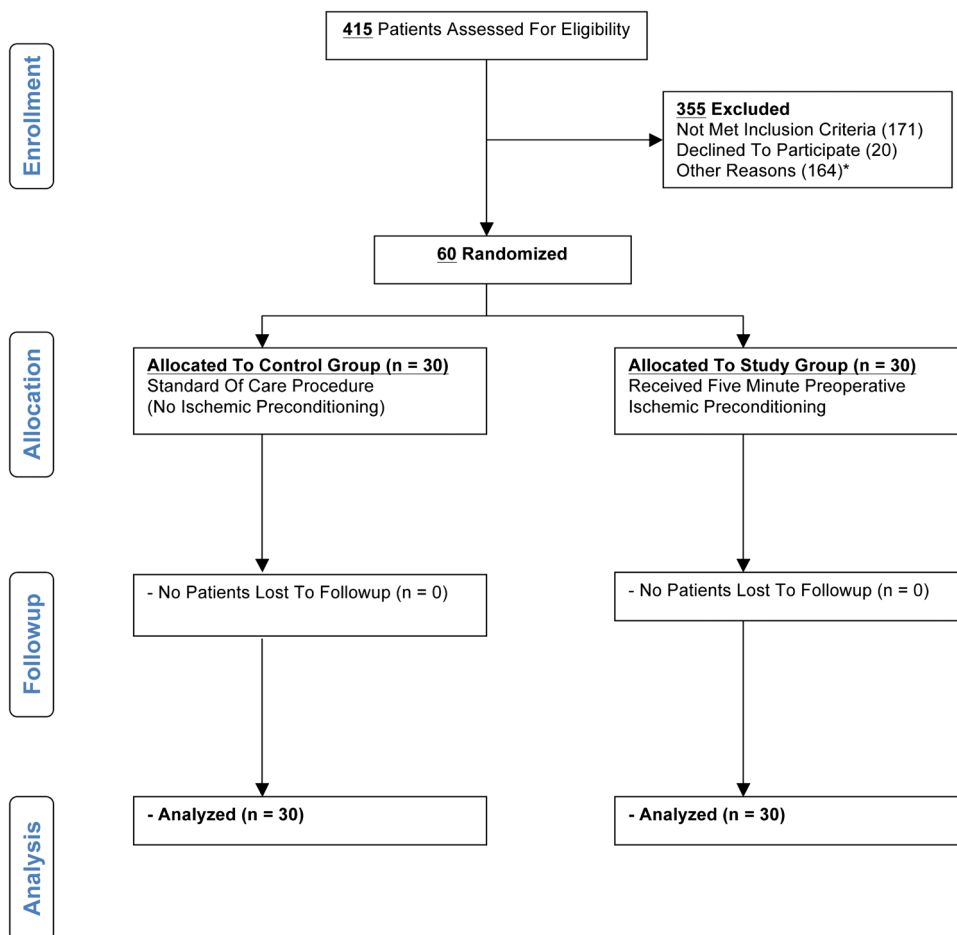 Enrollment
415 Patients Assessed For Eligibility
355 Excluded
Not Met Inclusion Criteria (171)
Declined To Participate (20)
Other Reasons (164)*
60 Randomized
Allocation
Allocated To Control Group (n = 30)
Standard Of Care Procedure
(No Ischemic Preconditioning)
Allocated To Study Group (n = 30)
Received Five Minute Preoperative
Ischemic Preconditioning
Followup
- No Patients Lost To Followup (n = 0)
- No Patients Lost To Followup (n = 0)
Analysis
- Analyzed (n = 30)
- Analyzed (n = 30)